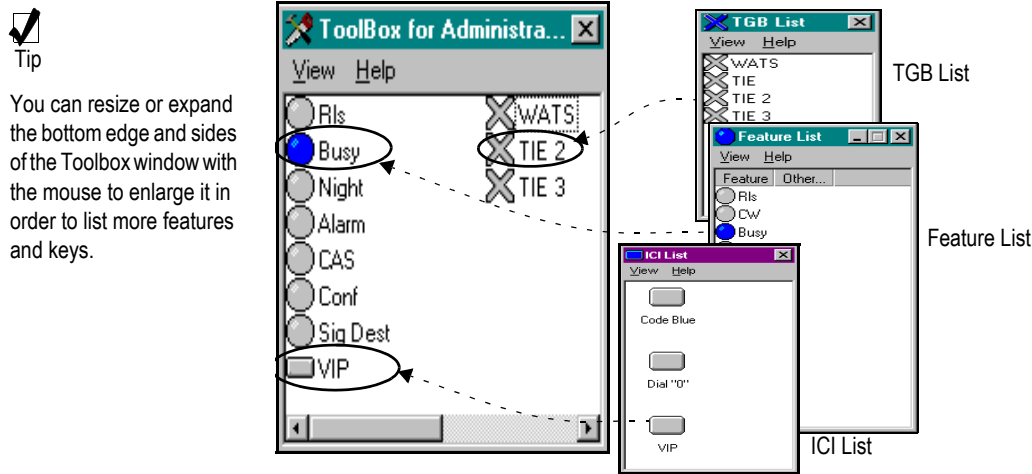 Tip
You can resize or expand
the bottom edge and sides
of the Toolbox window with
the mouse to enlarge it in
order to list more features
and keys.
ToolBox for Administra...
View Help
Rls
Busy
Night
Alarm
CAS
Conf
Sig Dest
VIP
WATS
TIE 2
TIE 3
TGB List
View Help
WATS
TIE
TIE 2
TIE 3
TGB List
Feature List
View Help
Feature Other...
Rls
CW
Busy
Feature List
ICI List
View Help
Code Blue
Dial "0"
VIP
ICI List